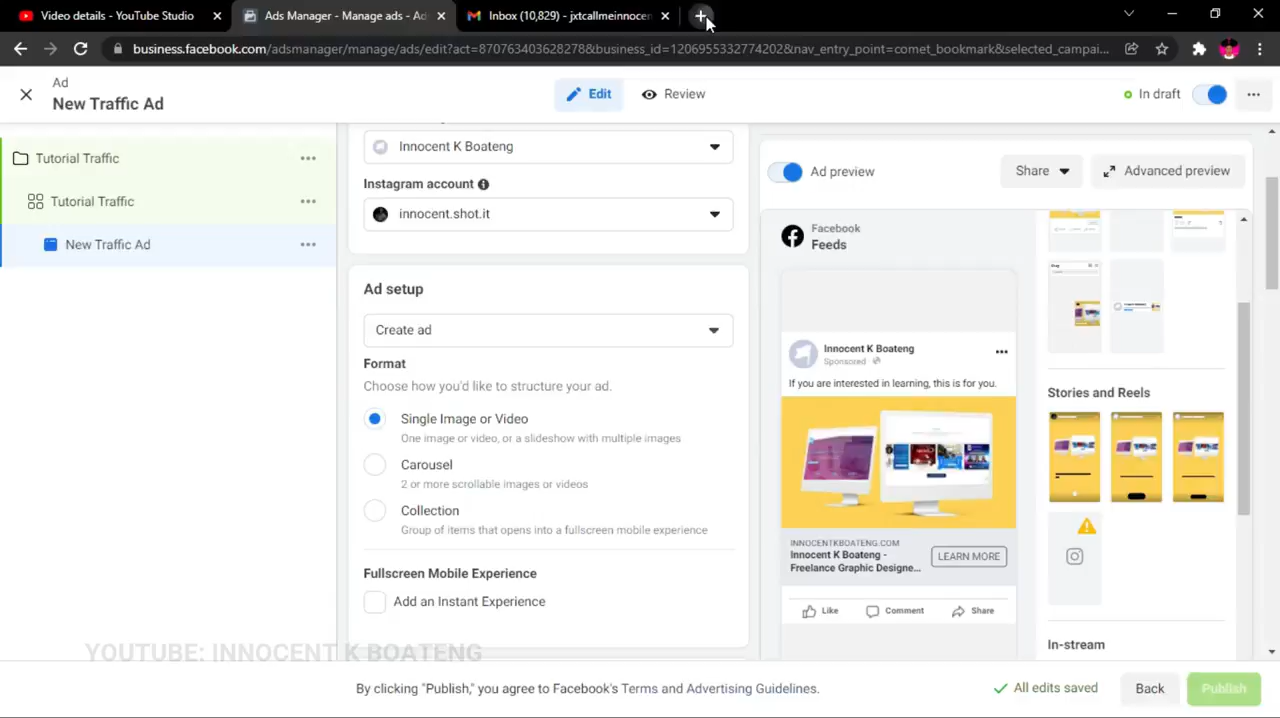 Video details - YouTube Studio
Ads Manager - Manage ads - Ad
Inbox (10,829) - jxtcallmeinnocen
business.facebook.com/adsmanager/manage/ads/edit?act=870763403628278&business_id=1206955332774202&nav_entry_point=comet_bookmark&selected_campai...
Ad
New Traffic Ad
Edit
Review
In draft
Tutorial Traffic
Tutorial Traffic
New Traffic Ad
Innocent K Boateng
Instagram account
innocent.shot.it
Ad setup
Create ad
Format
Choose how you'd like to structure your ad.
Single Image or Video
One image or video, or a slideshow with multiple images
Carousel
2 or more scrollable images or videos
Collection
Group of items that opens into a fullscreen mobile experience
Fullscreen Mobile Experience
Add an Instant Experience
Ad preview
Share
Advanced preview
Facebook
Feeds
Innocent K Boateng
Sponsored
If you are interested in learning, this is for you.
INNOCENTKBOATENG.COM
Innocent K Boateng -
Freelance Graphic Designe...
LEARN MORE
Like
Comment
Share
Stories and Reels
In-stream
YOUTUBE: INNOCENT K BOATENG
By clicking "Publish," you agree to Facebook's Terms and Advertising Guidelines.
All edits saved
Back
Publish